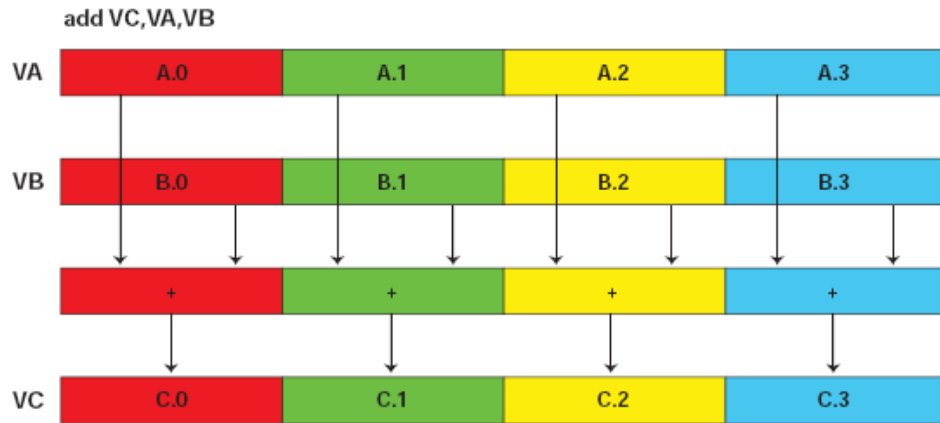 add VC,VA,VB
VA A.0 A.1 A.2 A.3
VB B.0 B.1 B.2 B.3
+ + + +
VC C.0 C.1 C.2 C.3